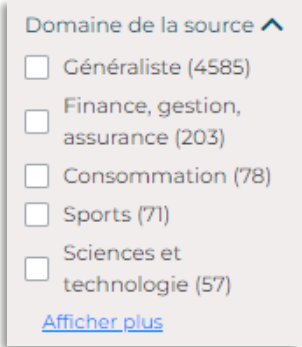 Domaine de la source
Généraliste (4585)
Finance, gestion,
assurance (203)
Consommation (78)
Sports (71)
Sciences et
technologie (57)
Afficher plus